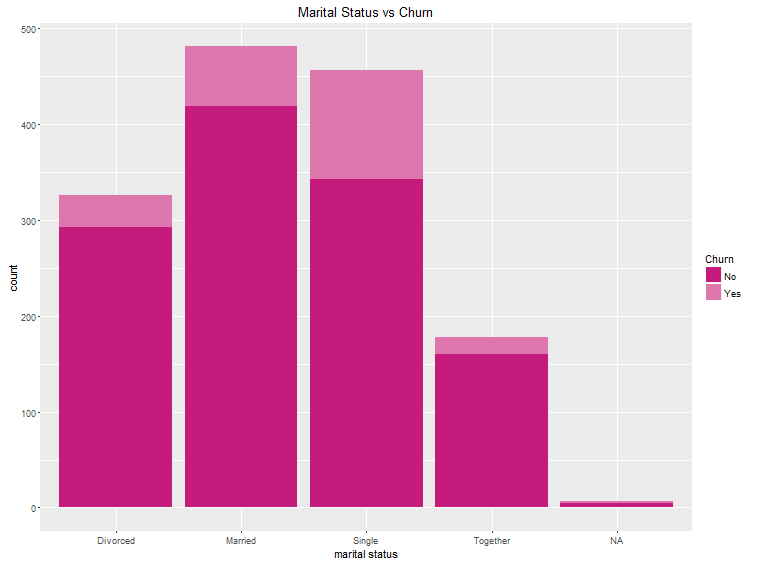 Marital Status vs Churn
500
400
300
200
100
0
count
Divorced
Married
Single
Together
NA
marital status
Churn
No
Yes